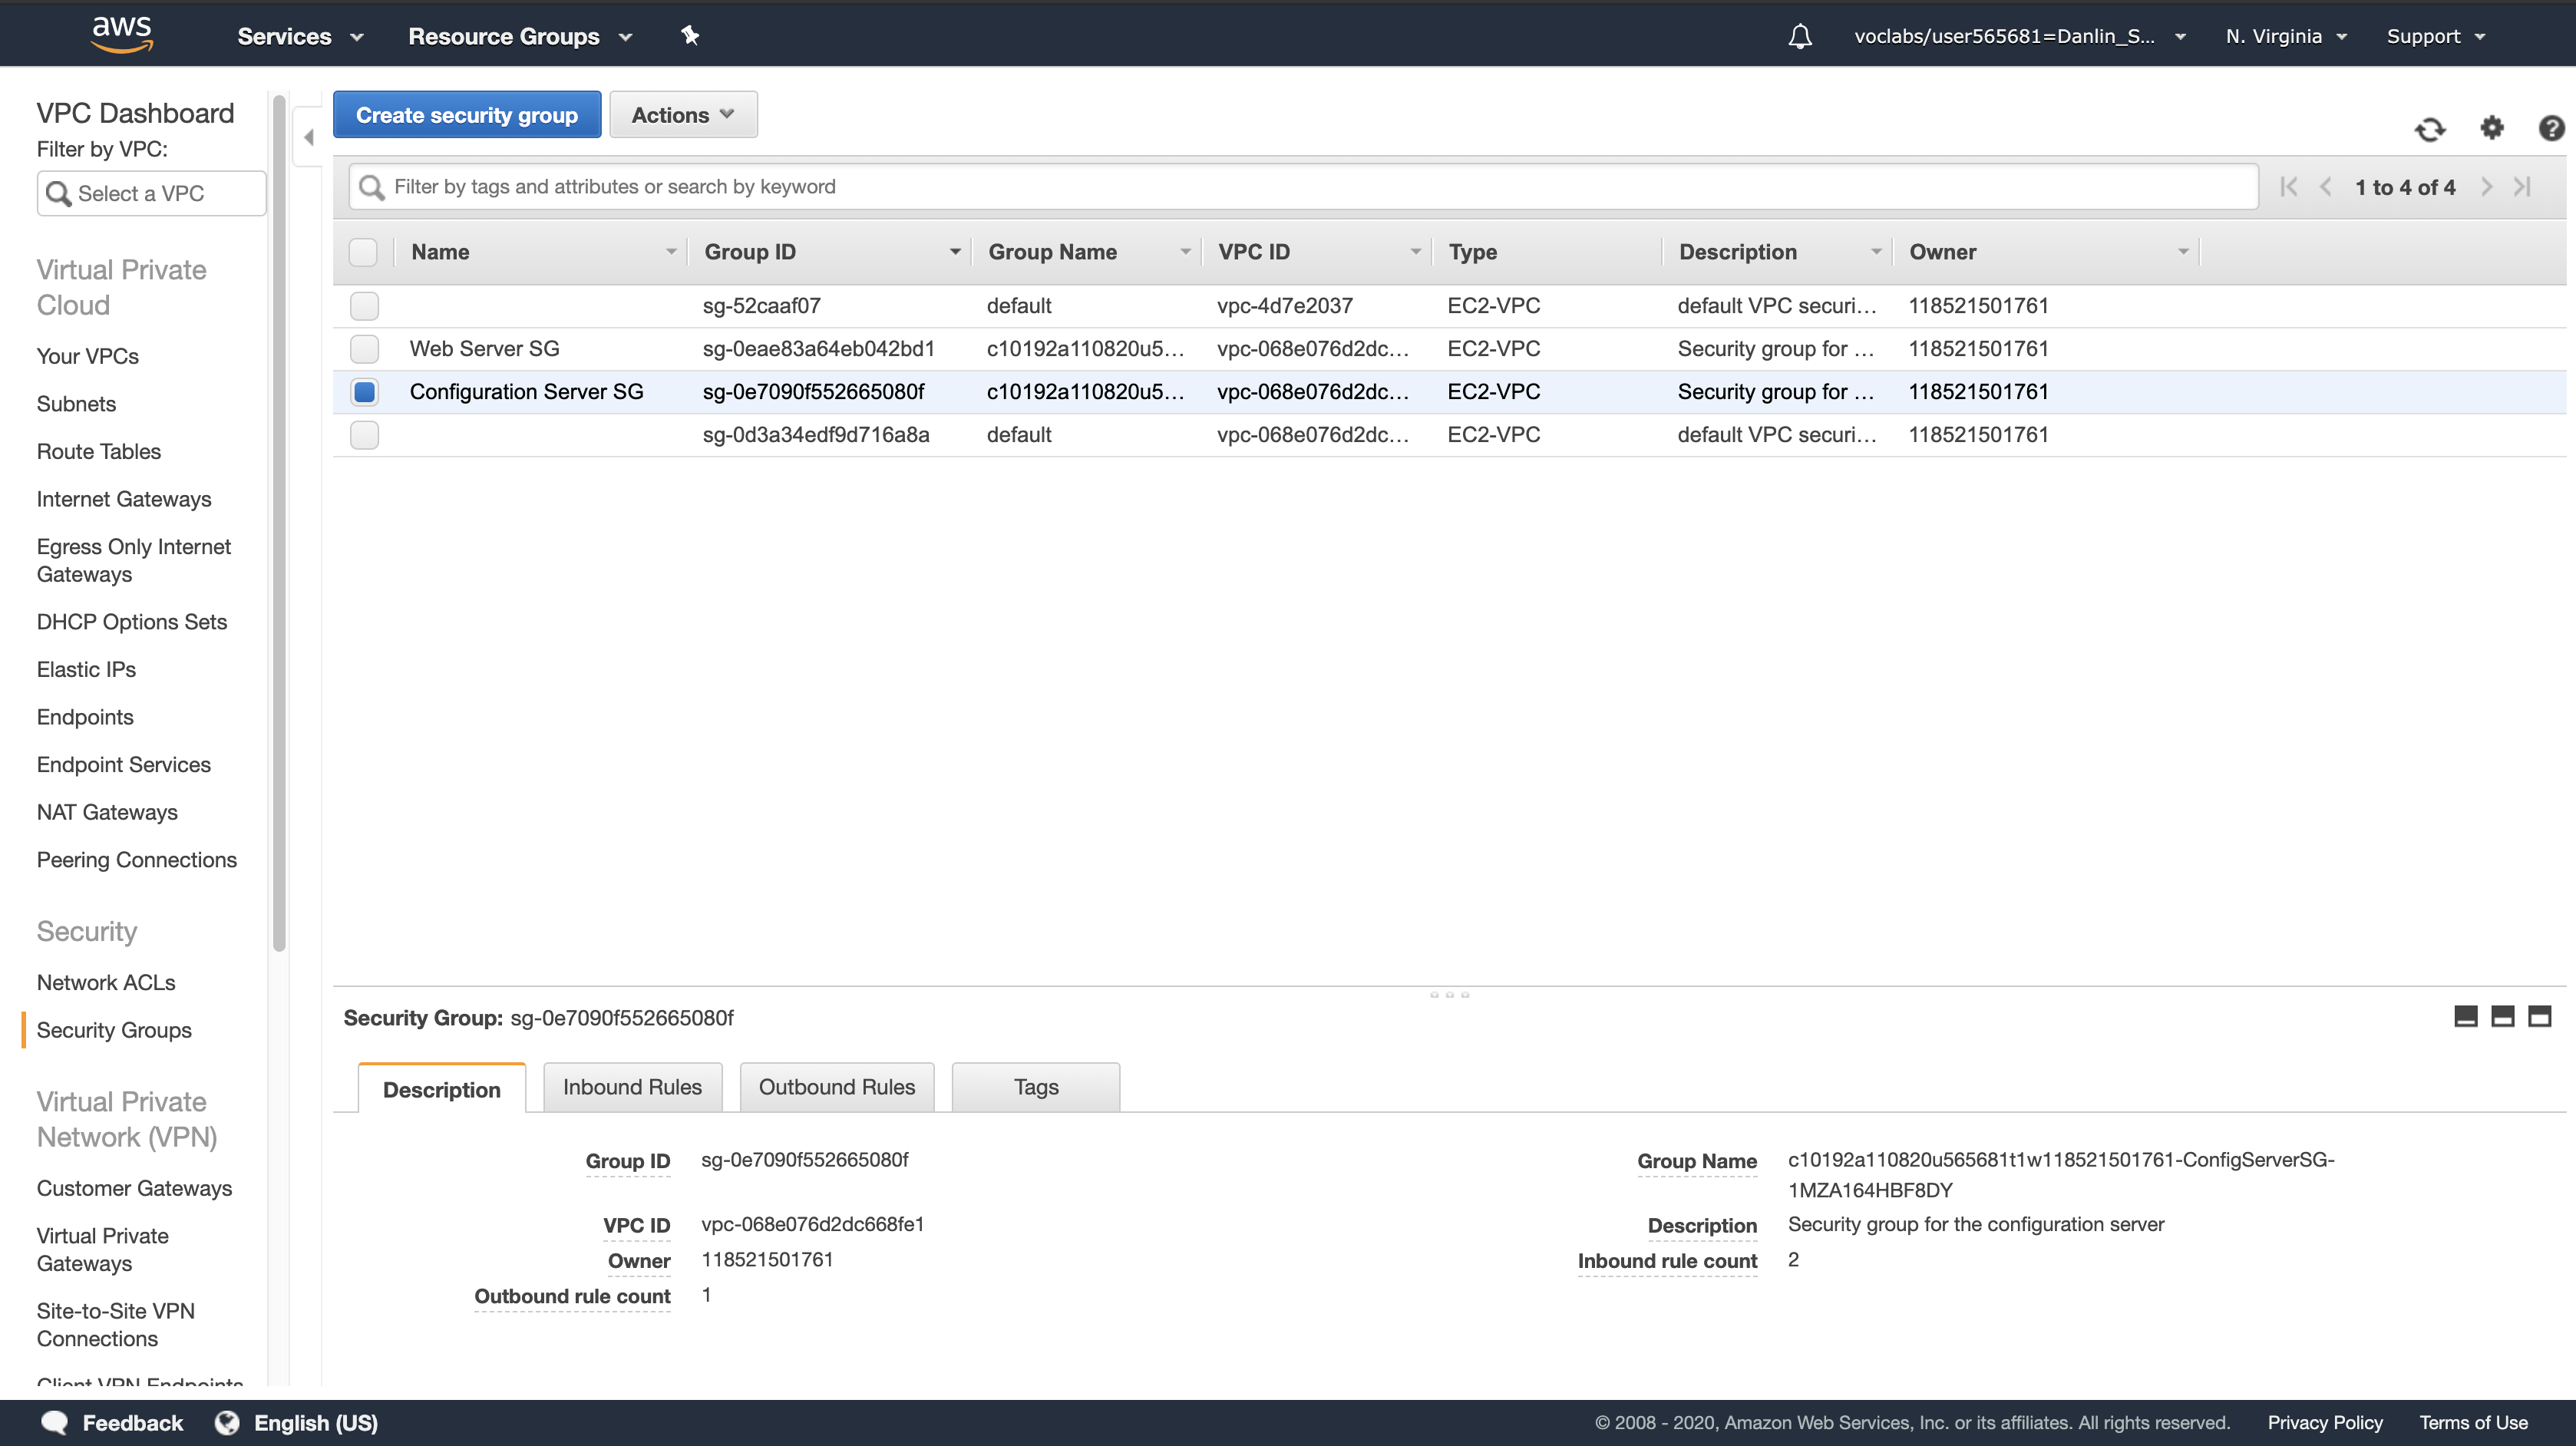 aws
Services
Resource Groups
voclabs/user565681=Danlin_S...
N. Virginia
Support
VPC Dashboard
Filter by VPC:
Select a VPC
Virtual Private
Cloud
Your VPCs
Subnets
Route Tables
Internet Gateways
Egress Only Internet
Gateways
DHCP Options Sets
Elastic IPs
Endpoints
Endpoint Services
NAT Gateways
Peering Connections
Security
Network ACLs
Security Groups
Virtual Private
Network (VPN)
Customer Gateways
Virtual Private
Gateways
Site-to-Site VPN
Connections
Client VPN Endpoints
Create security group
Actions
Filter by tags and attributes or search by keyword
1 to 4 of 4
Name Group ID Group Name VPC ID Type Description Owner
sg-52caaf07 default vpc-4d7e2037 EC2-VPC default VPC securi... 118521501761
Web Server SG sg-0eae83a64eb042bd1 c10192a110820u5... vpc-068e076d2dc... EC2-VPC Security group for ... 118521501761
Configuration Server SG sg-0e7090f552665080f c10192a110820u5... vpc-068e076d2dc... EC2-VPC Security group for ... 118521501761
sg-0d3a34edf9d716a8a default vpc-068e076d2dc... EC2-VPC default VPC securi... 118521501761
Security Group: sg-0e7090f552665080f
Description
Inbound Rules
Outbound Rules
Tags
Group ID sg-0e7090f552665080f
VPC ID vpc-068e076d2dc668fe1
Owner 118521501761
Outbound rule count 1
Group Name c10192a110820u565681t1w118521501761-ConfigServerSG-
1MZA164HBF8DY
Description Security group for the configuration server
Inbound rule count 2
Feedback
English (US)
© 2008 - 2020, Amazon Web Services, Inc. or its affiliates. All rights reserved.
Privacy Policy
Terms of Use